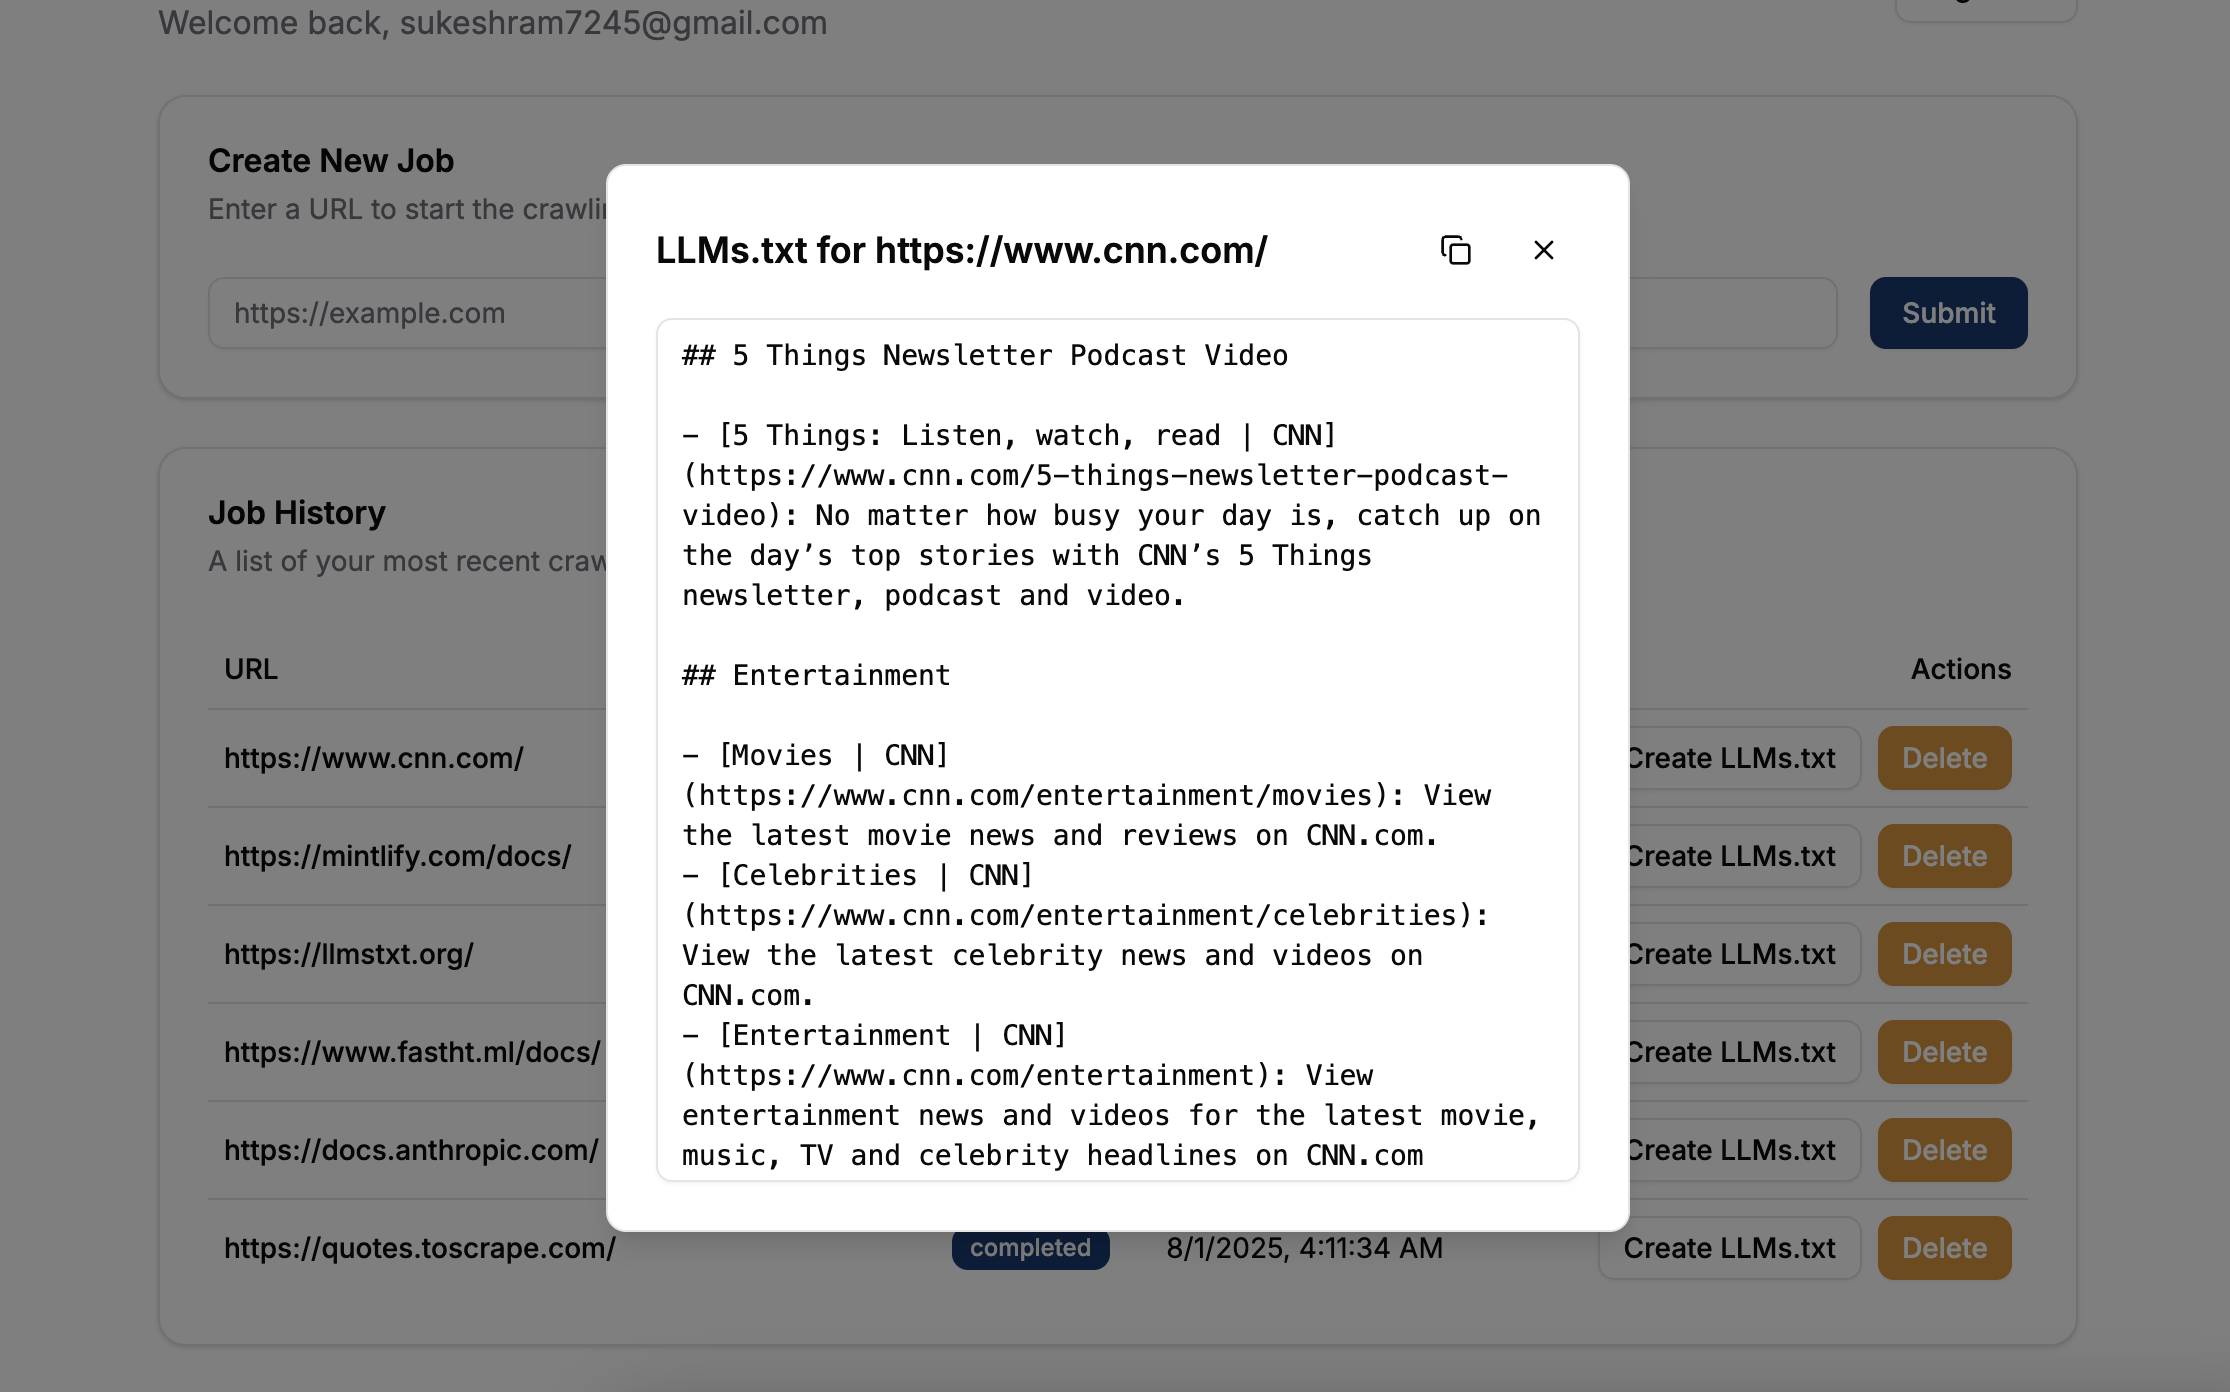 Welcome back, sukeshram7245@gmail.com
Create New Job
Enter a URL to start the
https://example.com
Submit
Job History
A list of your most recent
URL
Actions
https://www.cnn.com/
Create LLMs.txt
Delete
https://mintlify.com/docs/
Create LLMs.txt
Delete
https://llmstxt.org/
Create LLMs.txt
Delete
https://www.fastht.ml/docs/
Create LLMs.txt
Delete
https://docs.anthropic.com/
Create LLMs.txt
Delete
https://quotes.toscrape.com/
completed
8/1/2025, 4:11:34 AM
Create LLMs.txt
Delete
LLMs.txt for https://www.cnn.com/
## 5 Things Newsletter Podcast Video
- [5 Things: Listen, watch, read | CNN]
(https://www.cnn.com/5-things-newsletter-podcast-
video): No matter how busy your day is, catch up on
the day’s top stories with CNN’s 5 Things
newsletter, podcast and video.
## Entertainment
- [Movies | CNN]
(https://www.cnn.com/entertainment/movies): View
the latest movie news and reviews on CNN.com.
- [Celebrities | CNN]
(https://www.cnn.com/entertainment/celebrities):
View the latest celebrity news and videos on
CNN.com.
- [Entertainment | CNN]
(https://www.cnn.com/entertainment): View
entertainment news and videos for the latest movie,
music, TV and celebrity headlines on CNN.com